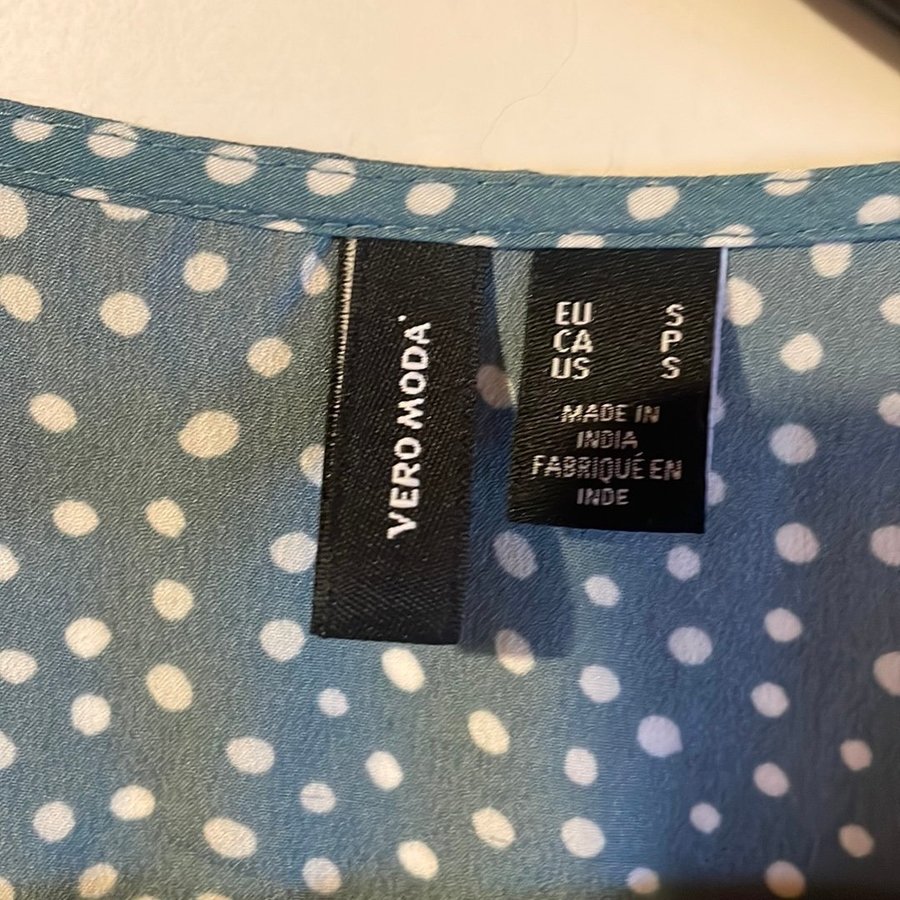 VERO MODA
EU S
CA P
US S
MADE IN
INDIA
FABRIQUÉ EN
INDE